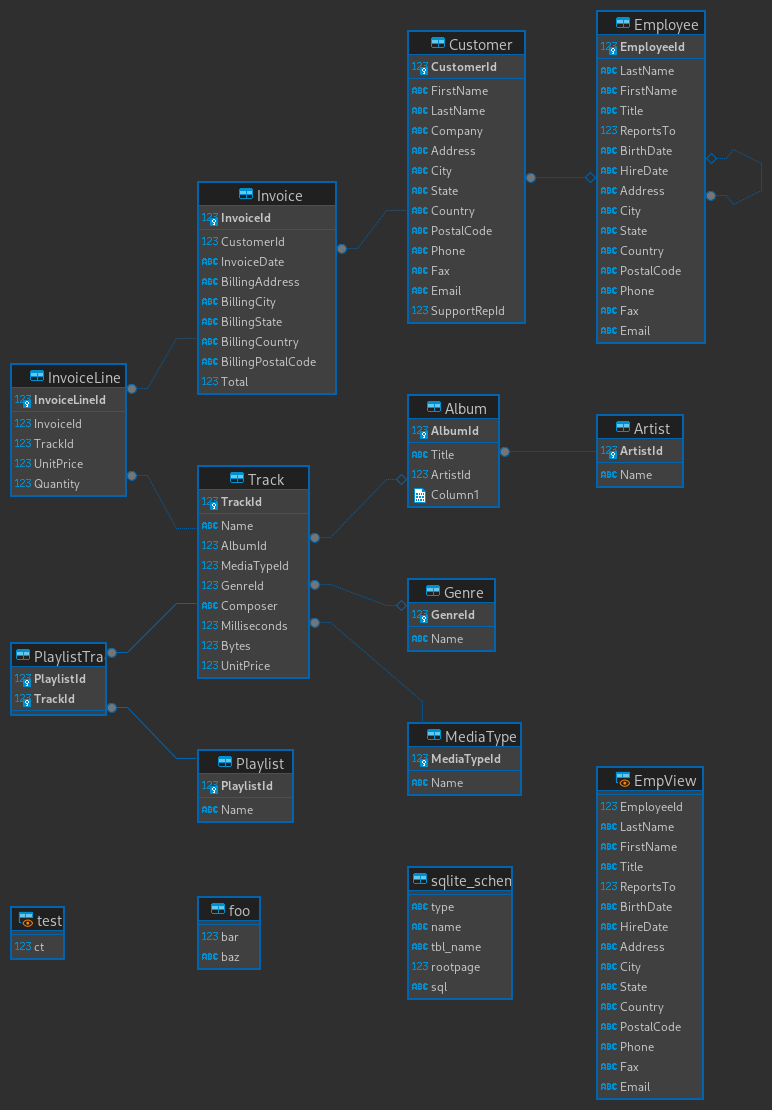 Employee
123 EmployeeId
ABC LastName
ABC FirstName
ABC Title
123 ReportsTo
ABC BirthDate
ABC HireDate
ABC Address
ABC City
ABC State
ABC Country
ABC PostalCode
ABC Phone
ABC Fax
ABC Email
Customer
123 CustomerId
ABC FirstName
ABC LastName
ABC Company
ABC Address
ABC City
ABC State
ABC Country
ABC PostalCode
ABC Phone
ABC Fax
ABC Email
123 SupportRepId
Invoice
123 InvoiceId
123 CustomerId
ABC InvoiceDate
ABC BillingAddress
ABC BillingCity
ABC BillingState
ABC BillingCountry
ABC BillingPostalCode
123 Total
InvoiceLine
123 InvoiceLineId
123 InvoiceId
123 TrackId
123 UnitPrice
123 Quantity
Album
123 AlbumId
ABC Title
123 ArtistId
Column1
Artist
123 ArtistId
ABC Name
Track
123 TrackId
ABC Name
123 AlbumId
123 MediaTypeId
123 GenreId
ABC Composer
123 Milliseconds
123 Bytes
123 UnitPrice
Genre
123 GenreId
ABC Name
PlaylistTra
123 PlaylistId
123 TrackId
MediaType
123 MediaTypeId
ABC Name
Playlist
123 PlaylistId
ABC Name
EmpView
123 EmployeeId
ABC LastName
ABC FirstName
ABC Title
123 ReportsTo
ABC BirthDate
ABC HireDate
ABC Address
ABC City
ABC State
ABC Country
ABC PostalCode
ABC Phone
ABC Fax
ABC Email
sqlite_schem
ABC type
ABC name
ABC tbl_name
123 rootpage
ABC sql
foo
123 bar
ABC baz
test
123 ct